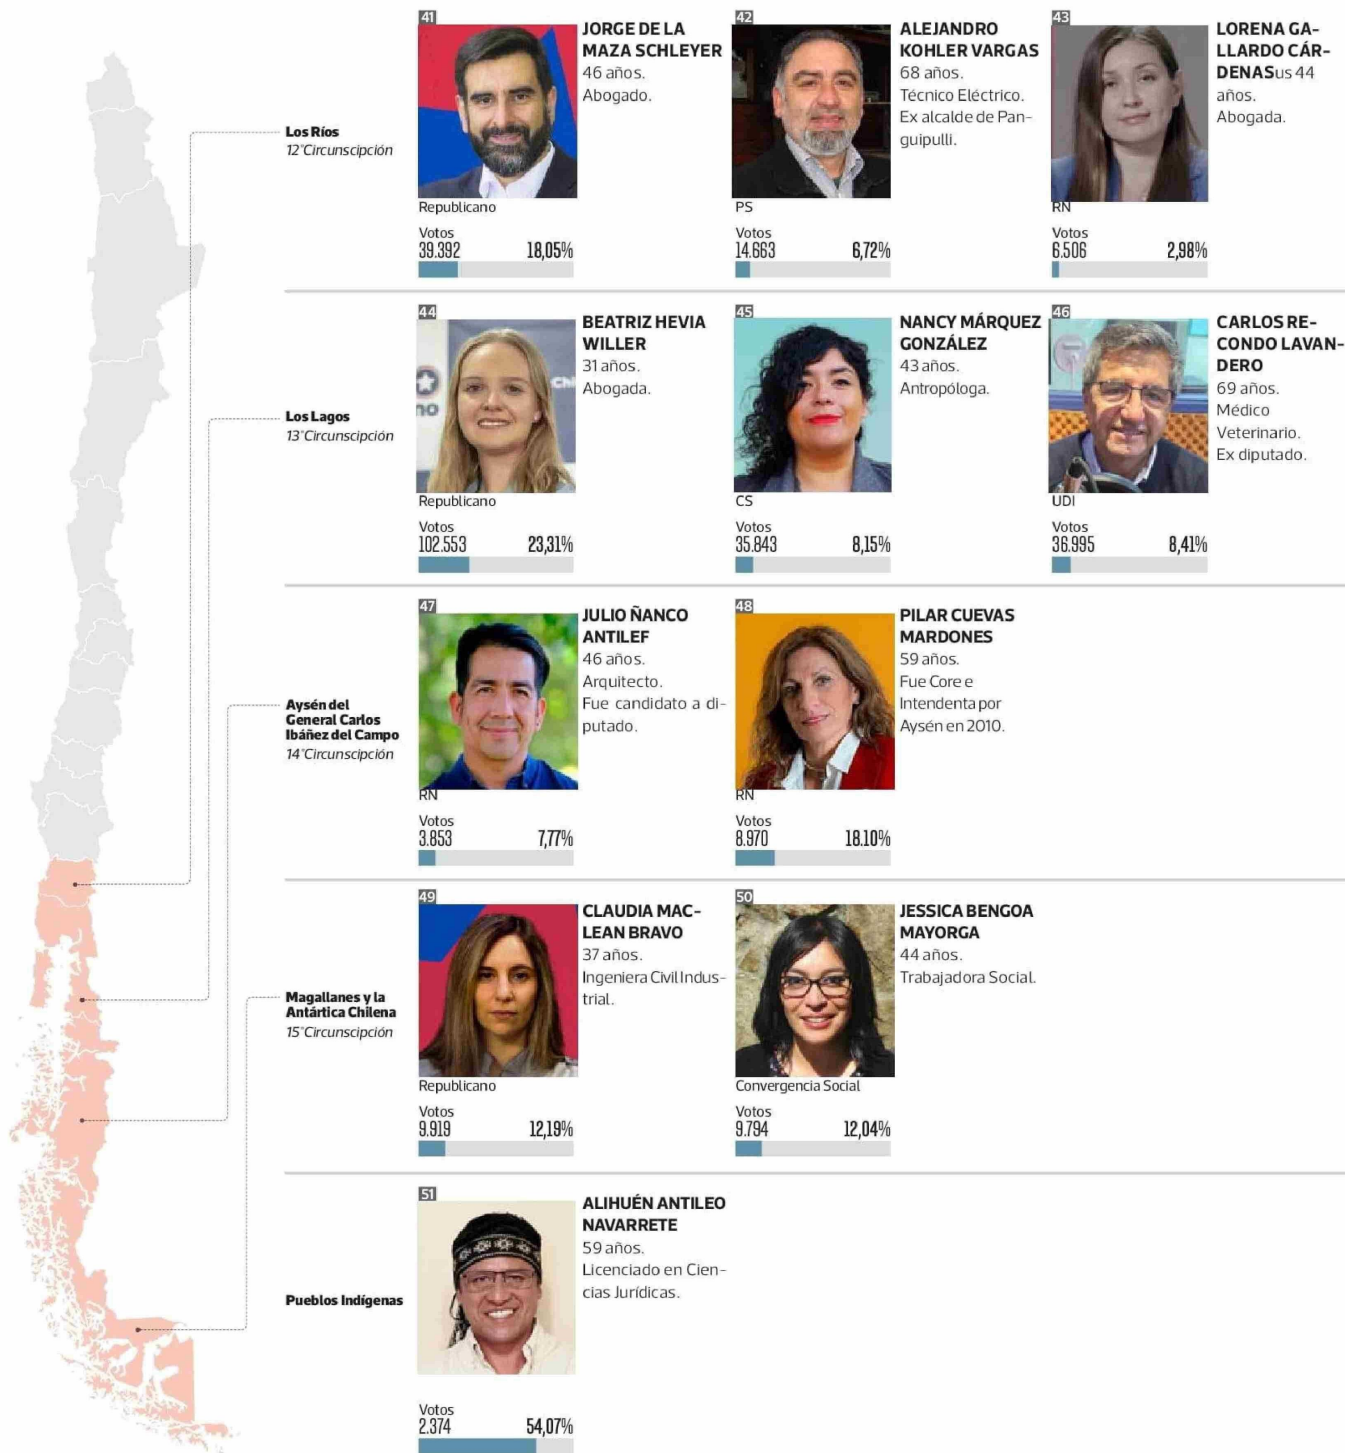 Los Ríos
12°Circunscipción
41
JORGE DE LA
MAZA SCHLEYER
46 años.
Abogado.
Republicano
Votos
39.392 18,05%
42
ALEJANDRO
KOHLER VARGAS
68 años.
Técnico Eléctrico.
Ex alcalde de Pan-
guipulli.
PS
Votos
14.663 6,72%
43
LORENA GA-
LLARDO CÁR-
DENASus 44
años.
Abogada.
RN
Votos
6.506 2,98%
Los Lagos
13°Circunscipción
44
BEATRIZ HEVIA
WILLER
31 años.
Abogada.
Republicano
Votos
102.553 23,31%
45
NANCY MÁRQUEZ
GONZÁLEZ
43 años.
Antropóloga.
CS
Votos
35.843 8,15%
46
CARLOS RE-
CONDO LAVAN-
DERO
69 años.
Médico
Veterinario.
Ex diputado.
UDI
Votos
36.995 8,41%
Aysén del
General Carlos
Ibáñez del Campo
14°Circunscipción
47
JULIO ÑANCO
ANTILEF
46 años.
Arquitecto.
Fue candidato a di-
putado.
RN
Votos
3.853 7,77%
48
PILAR CUEVAS
MARDONES
59 años.
Fue Core e
Intendenta por
Aysén en 2010.
RN
Votos
8.970 18.10%
Magallanes y la
Antártica Chilena
15°Circunscipción
49
CLAUDIA MAC-
LEAN BRAVO
37 años.
Ingeniera Civil Indus-
trial.
Republicano
Votos
9.919 12,19%
50
JESSICA BENGOA
MAYORGA
44 años.
Trabajadora Social.
Convergencia Social
Votos
9.794 12,04%
Pueblos Indígenas
51
ALIHUÉN ANTILEO
NAVARRETE
59 años.
Licenciado en Cien-
cias Jurídicas.
Votos
2.374 54,07%